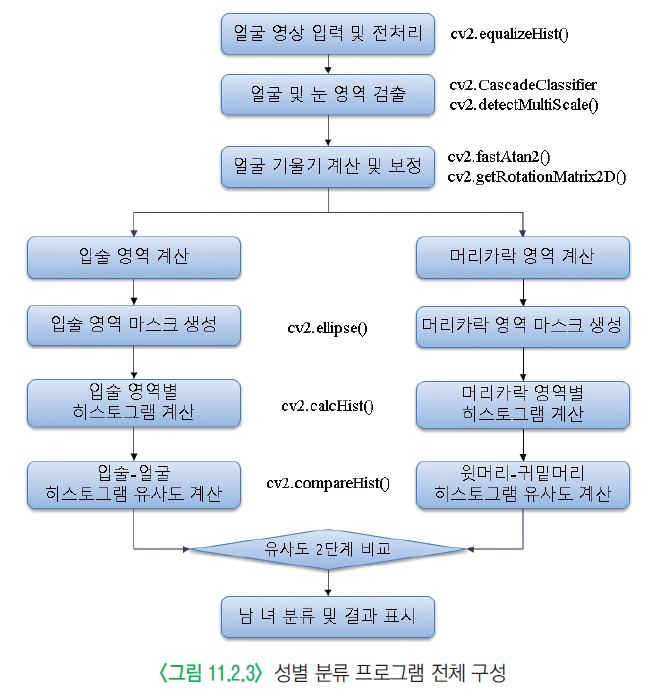 얼굴 영상 입력 및 전처리
cv2.equalizeHist()
얼굴 및 눈 영역 검출
cv2.CascadeClassifier
cv2.detectMultiScale()
얼굴 기울기 계산 및 보정
cv2.fastAtan2()
cv2.getRotationMatrix2D()
입술 영역 계산
머리카락 영역 계산
입술 영역 마스크 생성
cv2.ellipse()
머리카락 영역 마스크 생성
입술 영역별
히스토그램 계산
cv2.calcHist()
머리카락 영역별
히스토그램 계산
입술-얼굴
히스토그램 유사도 계산
cv2.compareHist()
윗머리-귀밑머리
히스토그램 유사도 계산
유사도 2단계 비교
남 녀 분류 및 결과 표시
<그림 11.2.3> 성별 분류 프로그램 전체 구성